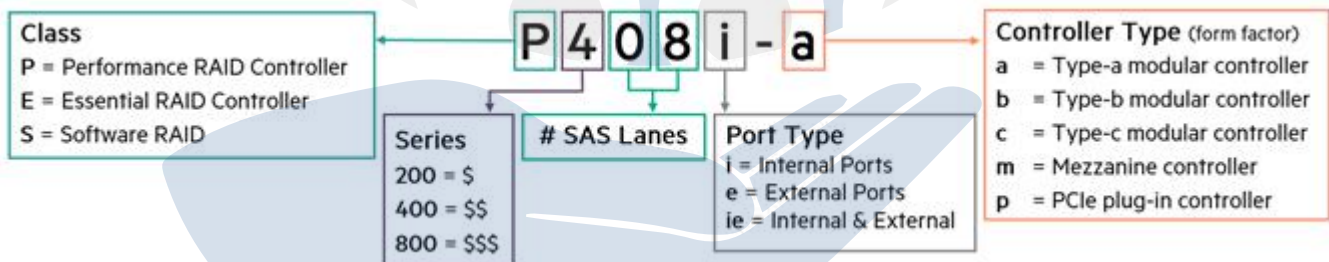 P408i-a
Class
P = Performance RAID Controller
E = Essential RAID Controller
S = Software RAID
Series
200 = $
400 = $$
800 = $$$
# SAS Lanes
Port Type
i = Internal Ports
e = External Ports
ie = Internal & External
Controller Type (form factor)
a = Type-a modular controller
b = Type-b modular controller
c = Type-c modular controller
m = Mezzanine controller
p = PCIe plug-in controller